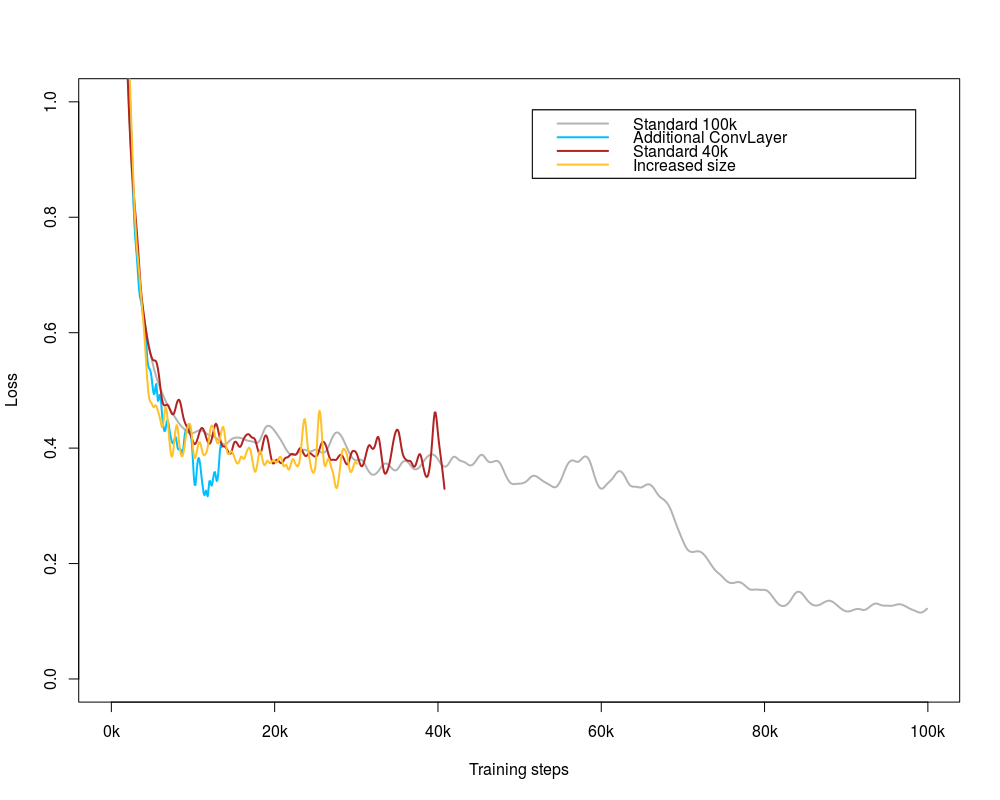 Standard 100k
Additional ConvLayer
Standard 40k
Increased size
1.0
0.8
0.6
0.4
0.2
0.0
Loss
0k 20k 40k 60k 80k 100k
Training steps